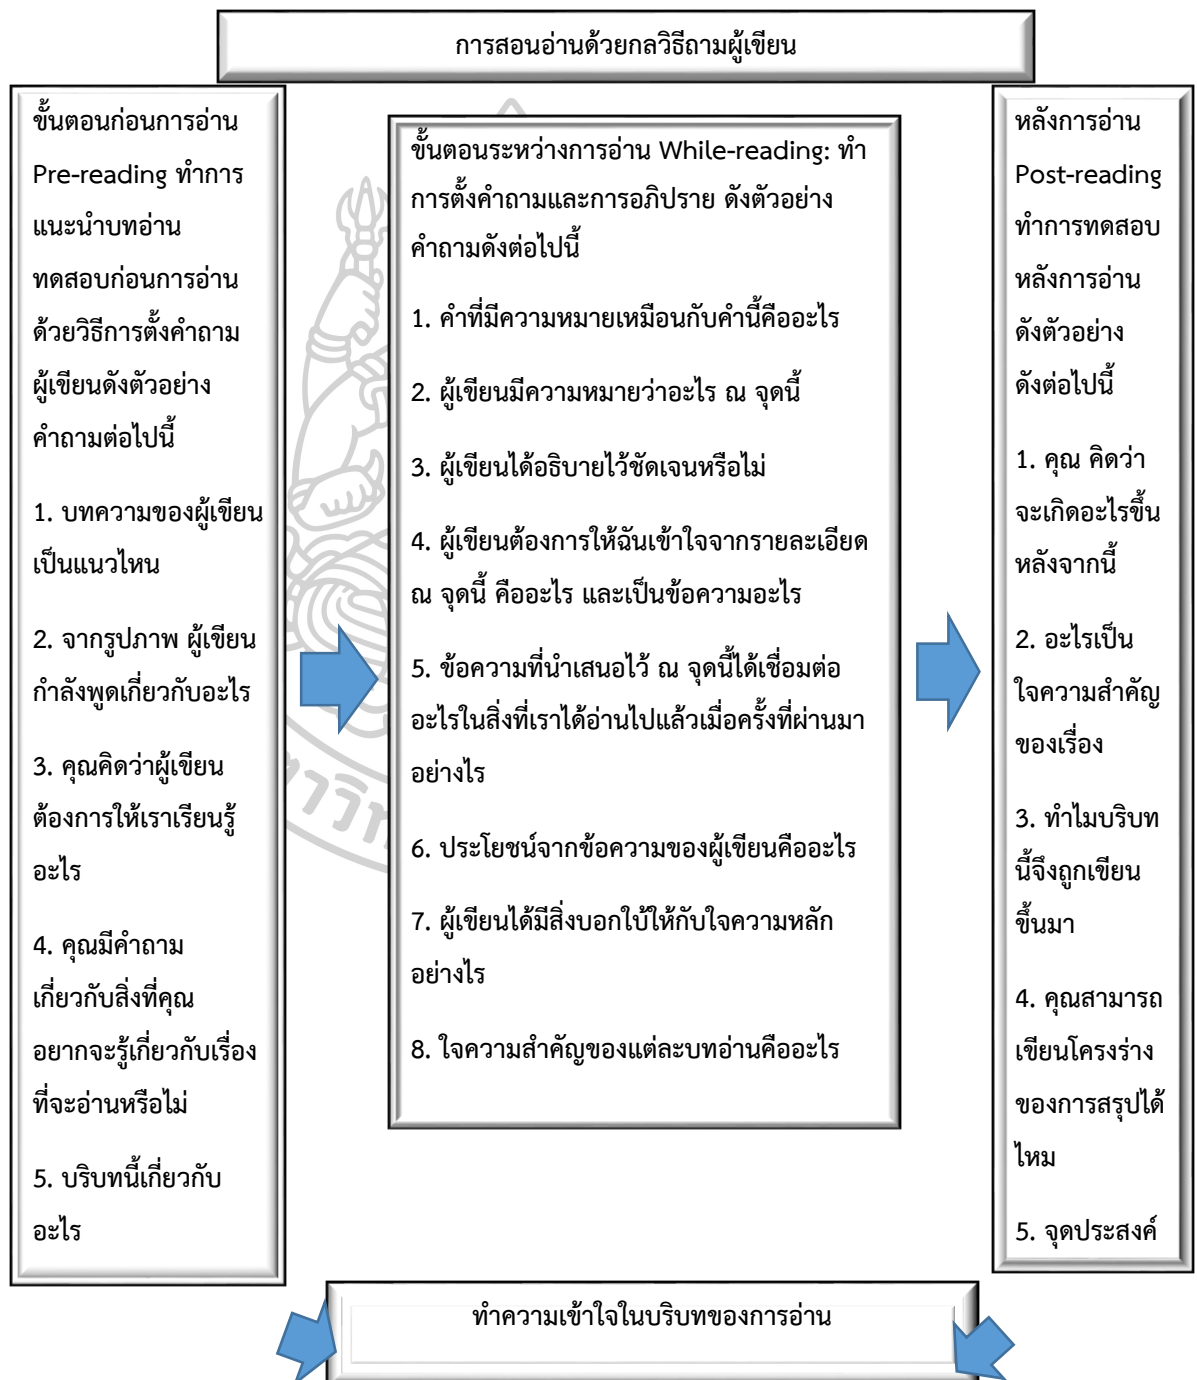 การสอนอ่านด้วยกลวิธีถามผู้เขียน
ขั้นตอนก่อนการอ่าน
Pre-reading ทำการ
แนะนำบทอ่าน
ทดสอบก่อนการอ่าน
ด้วยวิธีการตั้งคำถาม
ผู้เขียนดังตัวอย่าง
คำถามต่อไปนี้
1. บทความของผู้เขียน
เป็นแนวไหน
2. จากรูปภาพ ผู้เขียน
กำลังพูดเกี่ยวกับอะไร
3. คุณคิดว่าผู้เขียน
ต้องการให้เราเรียนรู้
อะไร
4. คุณมีคำถาม
เกี่ยวกับสิ่งที่คุณ
อยากจะรู้เกี่ยวกับเรื่อง
ที่จะอ่านหรือไม่
5. บริบทนี้เกี่ยวกับ
อะไร
ขั้นตอนระหว่างการอ่าน While-reading: ทำ
การตั้งคำถามและการอภิปราย ดังตัวอย่าง
คำถามดังต่อไปนี้
1. คำที่มีความหมายเหมือนกับคำนี้คืออะไร
2. ผู้เขียนมีความหมายว่าอะไร ณ จุดนี้
3. ผู้เขียนได้อธิบายไว้ชัดเจนหรือไม่
4. ผู้เขียนต้องการให้ฉันเข้าใจจากรายละเอียด
ณ จุดนี้ คืออะไร และเป็นข้อความอะไร
5. ข้อความที่นำเสนอไว้ ณ จุดนี้ได้เชื่อมต่อ
อะไรในสิ่งที่เราได้อ่านไปแล้วเมื่อครั้งที่ผ่านมา
อย่างไร
6. ประโยชน์จากข้อความของผู้เขียนคืออะไร
7. ผู้เขียนได้มีสิ่งบอกใบ้ให้กับใจความหลัก
อย่างไร
8. ใจความสำคัญของแต่ละบทอ่านคืออะไร
หลังการอ่าน
Post-reading
ทำการทดสอบ
หลังการอ่าน
ดังตัวอย่าง
ดังต่อไปนี้
1. คุณ คิดว่า
จะเกิดอะไรขึ้น
หลังจากนี้
2. อะไรเป็น
ใจความสำคัญ
ของเรื่อง
3. ทำไมบริบท
นี้จึงถูกเขียน
ขึ้นมา
4. คุณสามารถ
เขียนโครงร่าง
ของการสรุปได้
ไหม
5. จุดประสงค์
ทำความเข้าใจในบริบทของการอ่าน